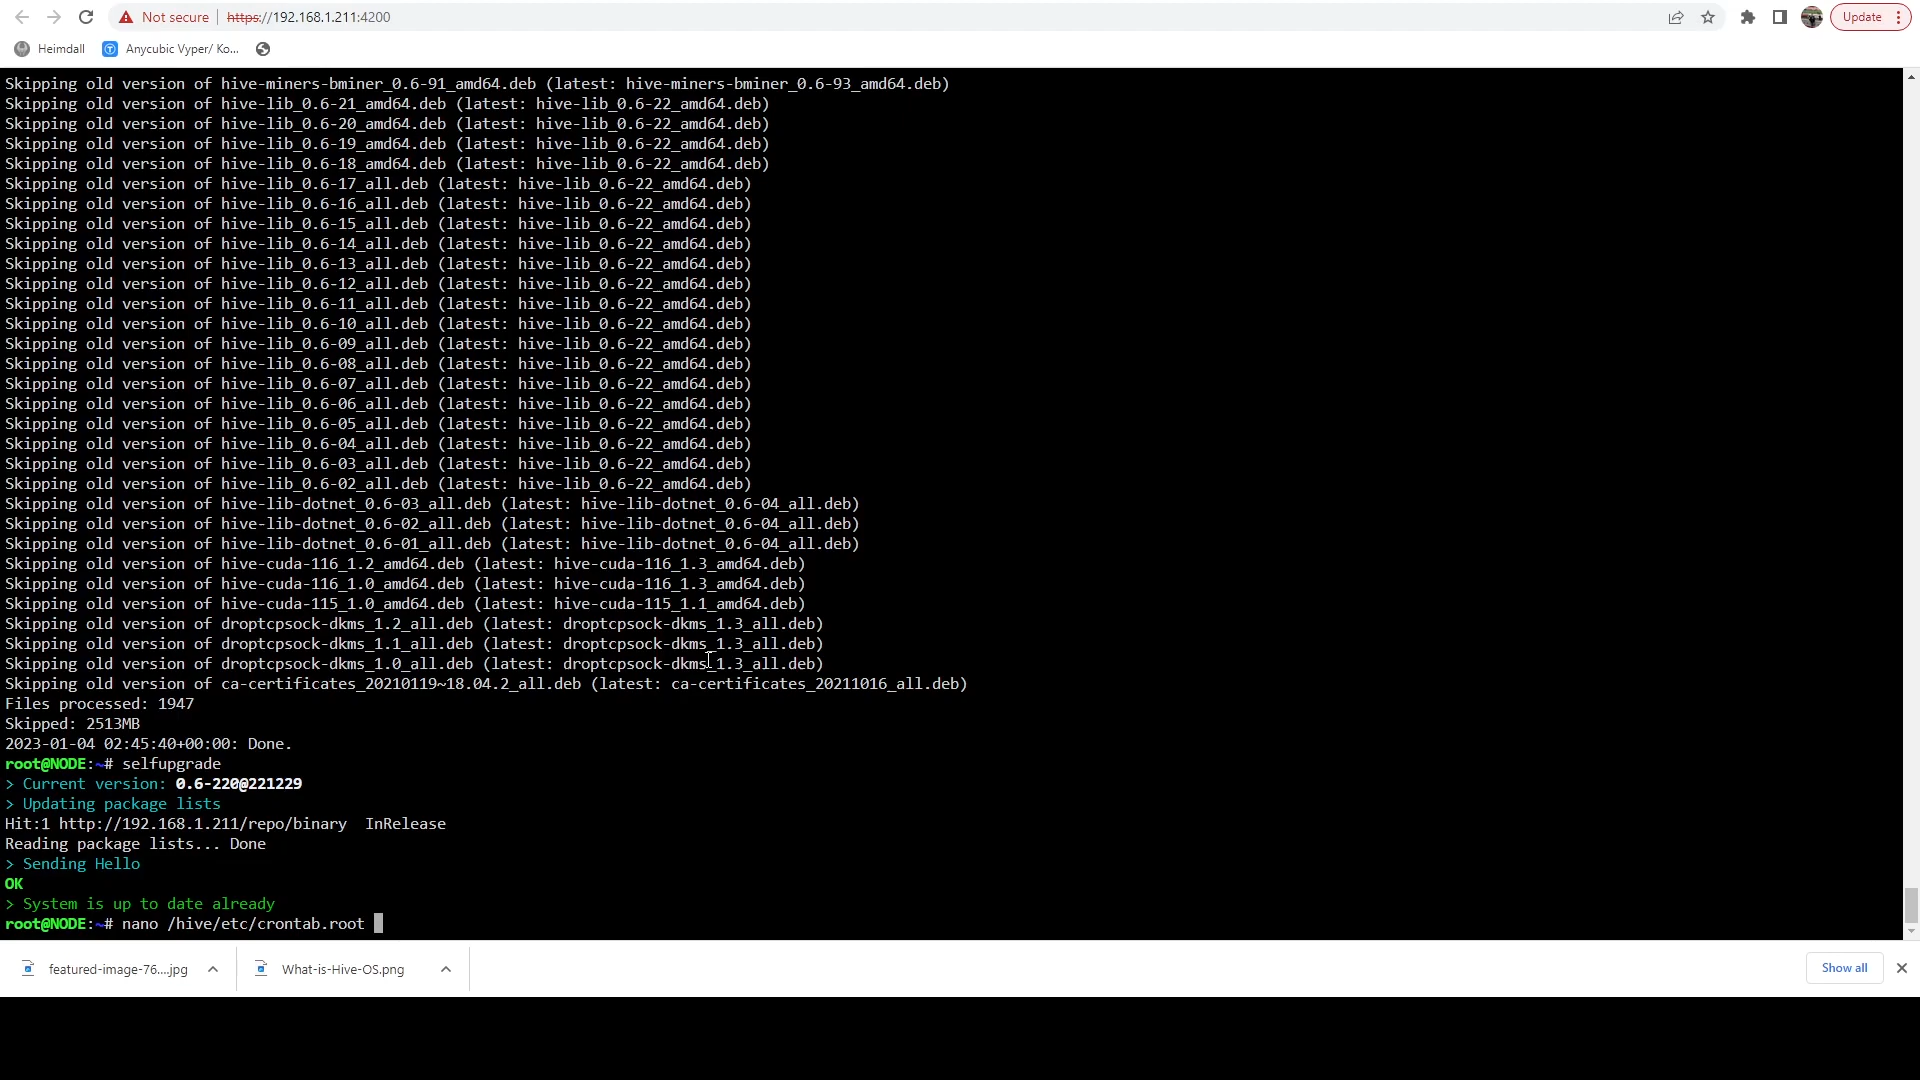 Not secure | https://192.168.1.211:4200
Update
Heimdall
Anycubic Vyper/ Ko...
Skipping old version of hive-miners-bminer_0.6-91_amd64.deb (latest: hive-miners-bminer_0.6-93_amd64.deb)
Skipping old version of hive-lib_0.6-21_amd64.deb (latest: hive-lib_0.6-22_amd64.deb)
Skipping old version of hive-lib_0.6-20_amd64.deb (latest: hive-lib_0.6-22_amd64.deb)
Skipping old version of hive-lib_0.6-19_amd64.deb (latest: hive-lib_0.6-22_amd64.deb)
Skipping old version of hive-lib_0.6-18_amd64.deb (latest: hive-lib_0.6-22_amd64.deb)
Skipping old version of hive-lib_0.6-17_all.deb (latest: hive-lib_0.6-22_amd64.deb)
Skipping old version of hive-lib_0.6-16_all.deb (latest: hive-lib_0.6-22_amd64.deb)
Skipping old version of hive-lib_0.6-15_all.deb (latest: hive-lib_0.6-22_amd64.deb)
Skipping old version of hive-lib_0.6-14_all.deb (latest: hive-lib_0.6-22_amd64.deb)
Skipping old version of hive-lib_0.6-13_all.deb (latest: hive-lib_0.6-22_amd64.deb)
Skipping old version of hive-lib_0.6-12_all.deb (latest: hive-lib_0.6-22_amd64.deb)
Skipping old version of hive-lib_0.6-11_all.deb (latest: hive-lib_0.6-22_amd64.deb)
Skipping old version of hive-lib_0.6-10_all.deb (latest: hive-lib_0.6-22_amd64.deb)
Skipping old version of hive-lib_0.6-09_all.deb (latest: hive-lib_0.6-22_amd64.deb)
Skipping old version of hive-lib_0.6-08_all.deb (latest: hive-lib_0.6-22_amd64.deb)
Skipping old version of hive-lib_0.6-07_all.deb (latest: hive-lib_0.6-22_amd64.deb)
Skipping old version of hive-lib_0.6-06_all.deb (latest: hive-lib_0.6-22_amd64.deb)
Skipping old version of hive-lib_0.6-05_all.deb (latest: hive-lib_0.6-22_amd64.deb)
Skipping old version of hive-lib_0.6-04_all.deb (latest: hive-lib_0.6-22_amd64.deb)
Skipping old version of hive-lib_0.6-03_all.deb (latest: hive-lib_0.6-22_amd64.deb)
Skipping old version of hive-lib_0.6-02_all.deb (latest: hive-lib_0.6-22_amd64.deb)
Skipping old version of hive-lib-dotnet_0.6-03_all.deb (latest: hive-lib-dotnet_0.6-04_all.deb)
Skipping old version of hive-lib-dotnet_0.6-02_all.deb (latest: hive-lib-dotnet_0.6-04_all.deb)
Skipping old version of hive-lib-dotnet_0.6-01_all.deb (latest: hive-lib-dotnet_0.6-04_all.deb)
Skipping old version of hive-cuda-116_1.2_amd64.deb (latest: hive-cuda-116_1.3_amd64.deb)
Skipping old version of hive-cuda-116_1.0_amd64.deb (latest: hive-cuda-116_1.3_amd64.deb)
Skipping old version of hive-cuda-115_1.0_amd64.deb (latest: hive-cuda-115_1.1_amd64.deb)
Skipping old version of droptcpsock-dkms_1.2_all.deb (latest: droptcpsock-dkms_1.3_all.deb)
Skipping old version of droptcpsock-dkms_1.1_all.deb (latest: droptcpsock-dkms_1.3_all.deb)
Skipping old version of droptcpsock-dkms_1.0_all.deb (latest: droptcpsock-dkms_1.3_all.deb)
Skipping old version of ca-certificates_20210119~18.04.2_all.deb (latest: ca-certificates_20211016_all.deb)
Files processed: 1947
Skipped: 2513MB
2023-01-04 02:45:40+00:00: Done.
root@NODE:~# selfupgrade
> Current version: 0.6-220@221229
> Updating package lists
Hit:1 http://192.168.1.211/repo/binary  InRelease
Reading package lists... Done
> Sending Hello
OK
> System is up to date already
root@NODE:~# nano /hive/etc/crontab.root
featured-image-76....jpg
What-is-Hive-OS.png
Show all